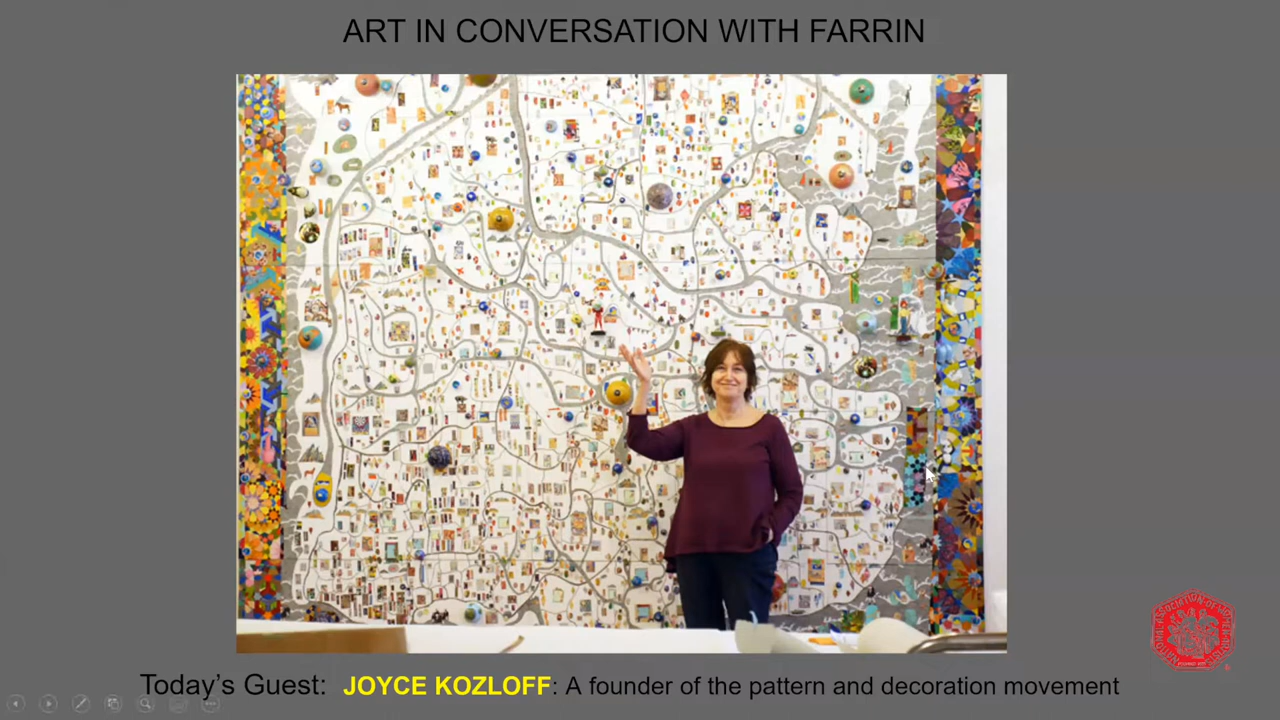 ART IN CONVERSATION WITH FARRIN
Today's Guest: JOYCE KOZLOFF: A founder of the pattern and decoration movement